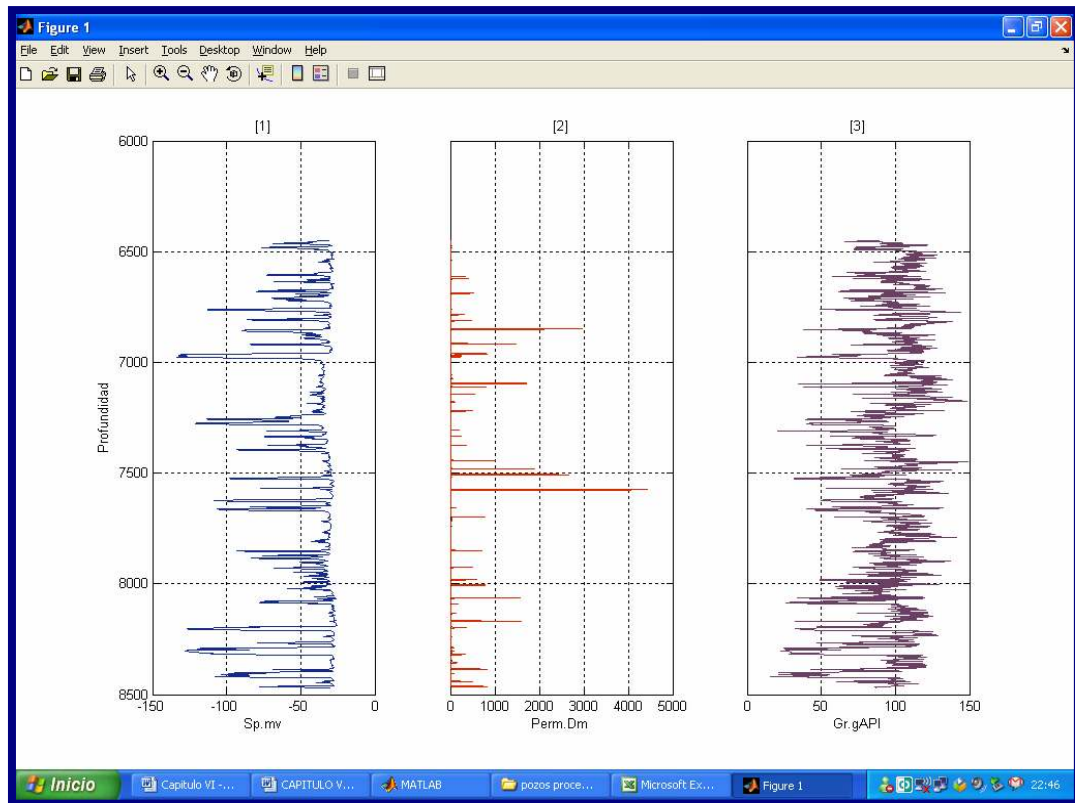 Figure 1
File Edit View Insert Tools Desktop Window Help
[1] [2] [3]
6000
6500
7000
7500
8000
8500
Profundidad
-150 -100 -50 0 0 1000 2000 3000 4000 5000 0 50 100 150
Sp.mv Perm.Dm Gr.gAPI
Inicio Capitulo VI -... CAPITULO V... MATLAB pozos proce... Microsoft Ex... Figure 1 22:46